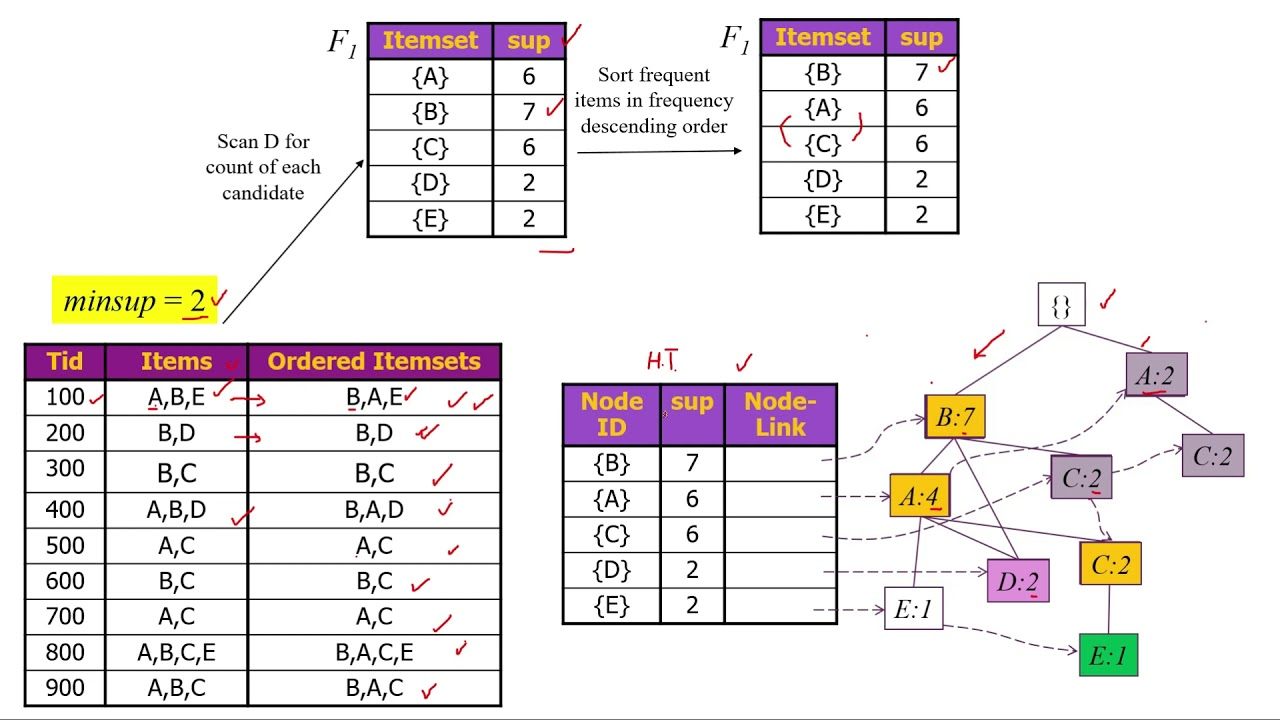 F1
Itemset sup
{A} 6
{B} 7
{C} 6
{D} 2
{E} 2
Sort frequent
items in frequency
descending order
F1
Itemset sup
{B} 7
{A} 6
{C} 6
{D} 2
{E} 2
Scan D for
count of each
candidate
minsup = 2
Tid Items Ordered Itemsets
100 A,B,E B,A,E
200 B,D B,D
300 B,C B,C
400 A,B,D B,A,D
500 A,C A,C
600 B,C B,C
700 A,C A,C
800 A,B,C,E B,A,C,E
900 A,B,C B,A,C
H.T.
Node ID sup Node-Link
{B} 7
{A} 6
{C} 6
{D} 2
{E} 2
{}
A:2
B:7
C:2
C:2
A:4
C:2
D:2
E:1
E:1